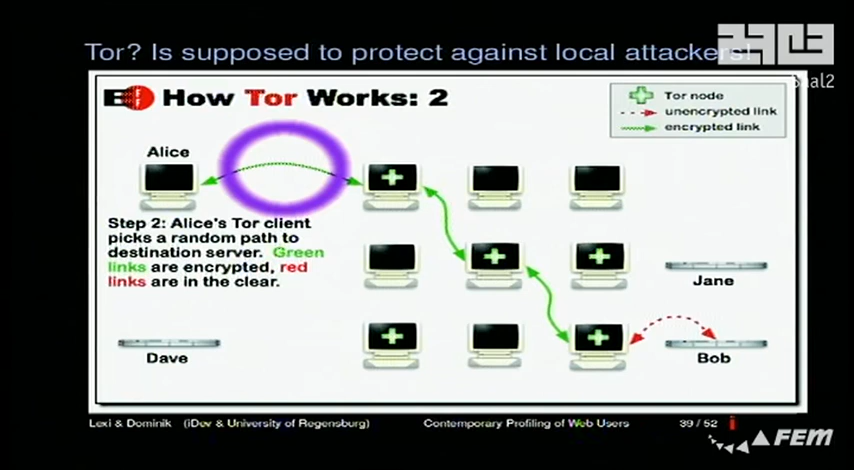 Tor? Is supposed to protect against local attackers!
How Tor Works: 2
Tor node
unencrypted link
encrypted link
Alice
Step 2: Alice's Tor client
picks a random path to
destination server. Green
links are encrypted, red
links are in the clear.
Jane
Dave
Bob
Lexi & Dominik (iDev & University of Regensburg)
Contemporary Profiling of Web Users
39 / 52
FEM